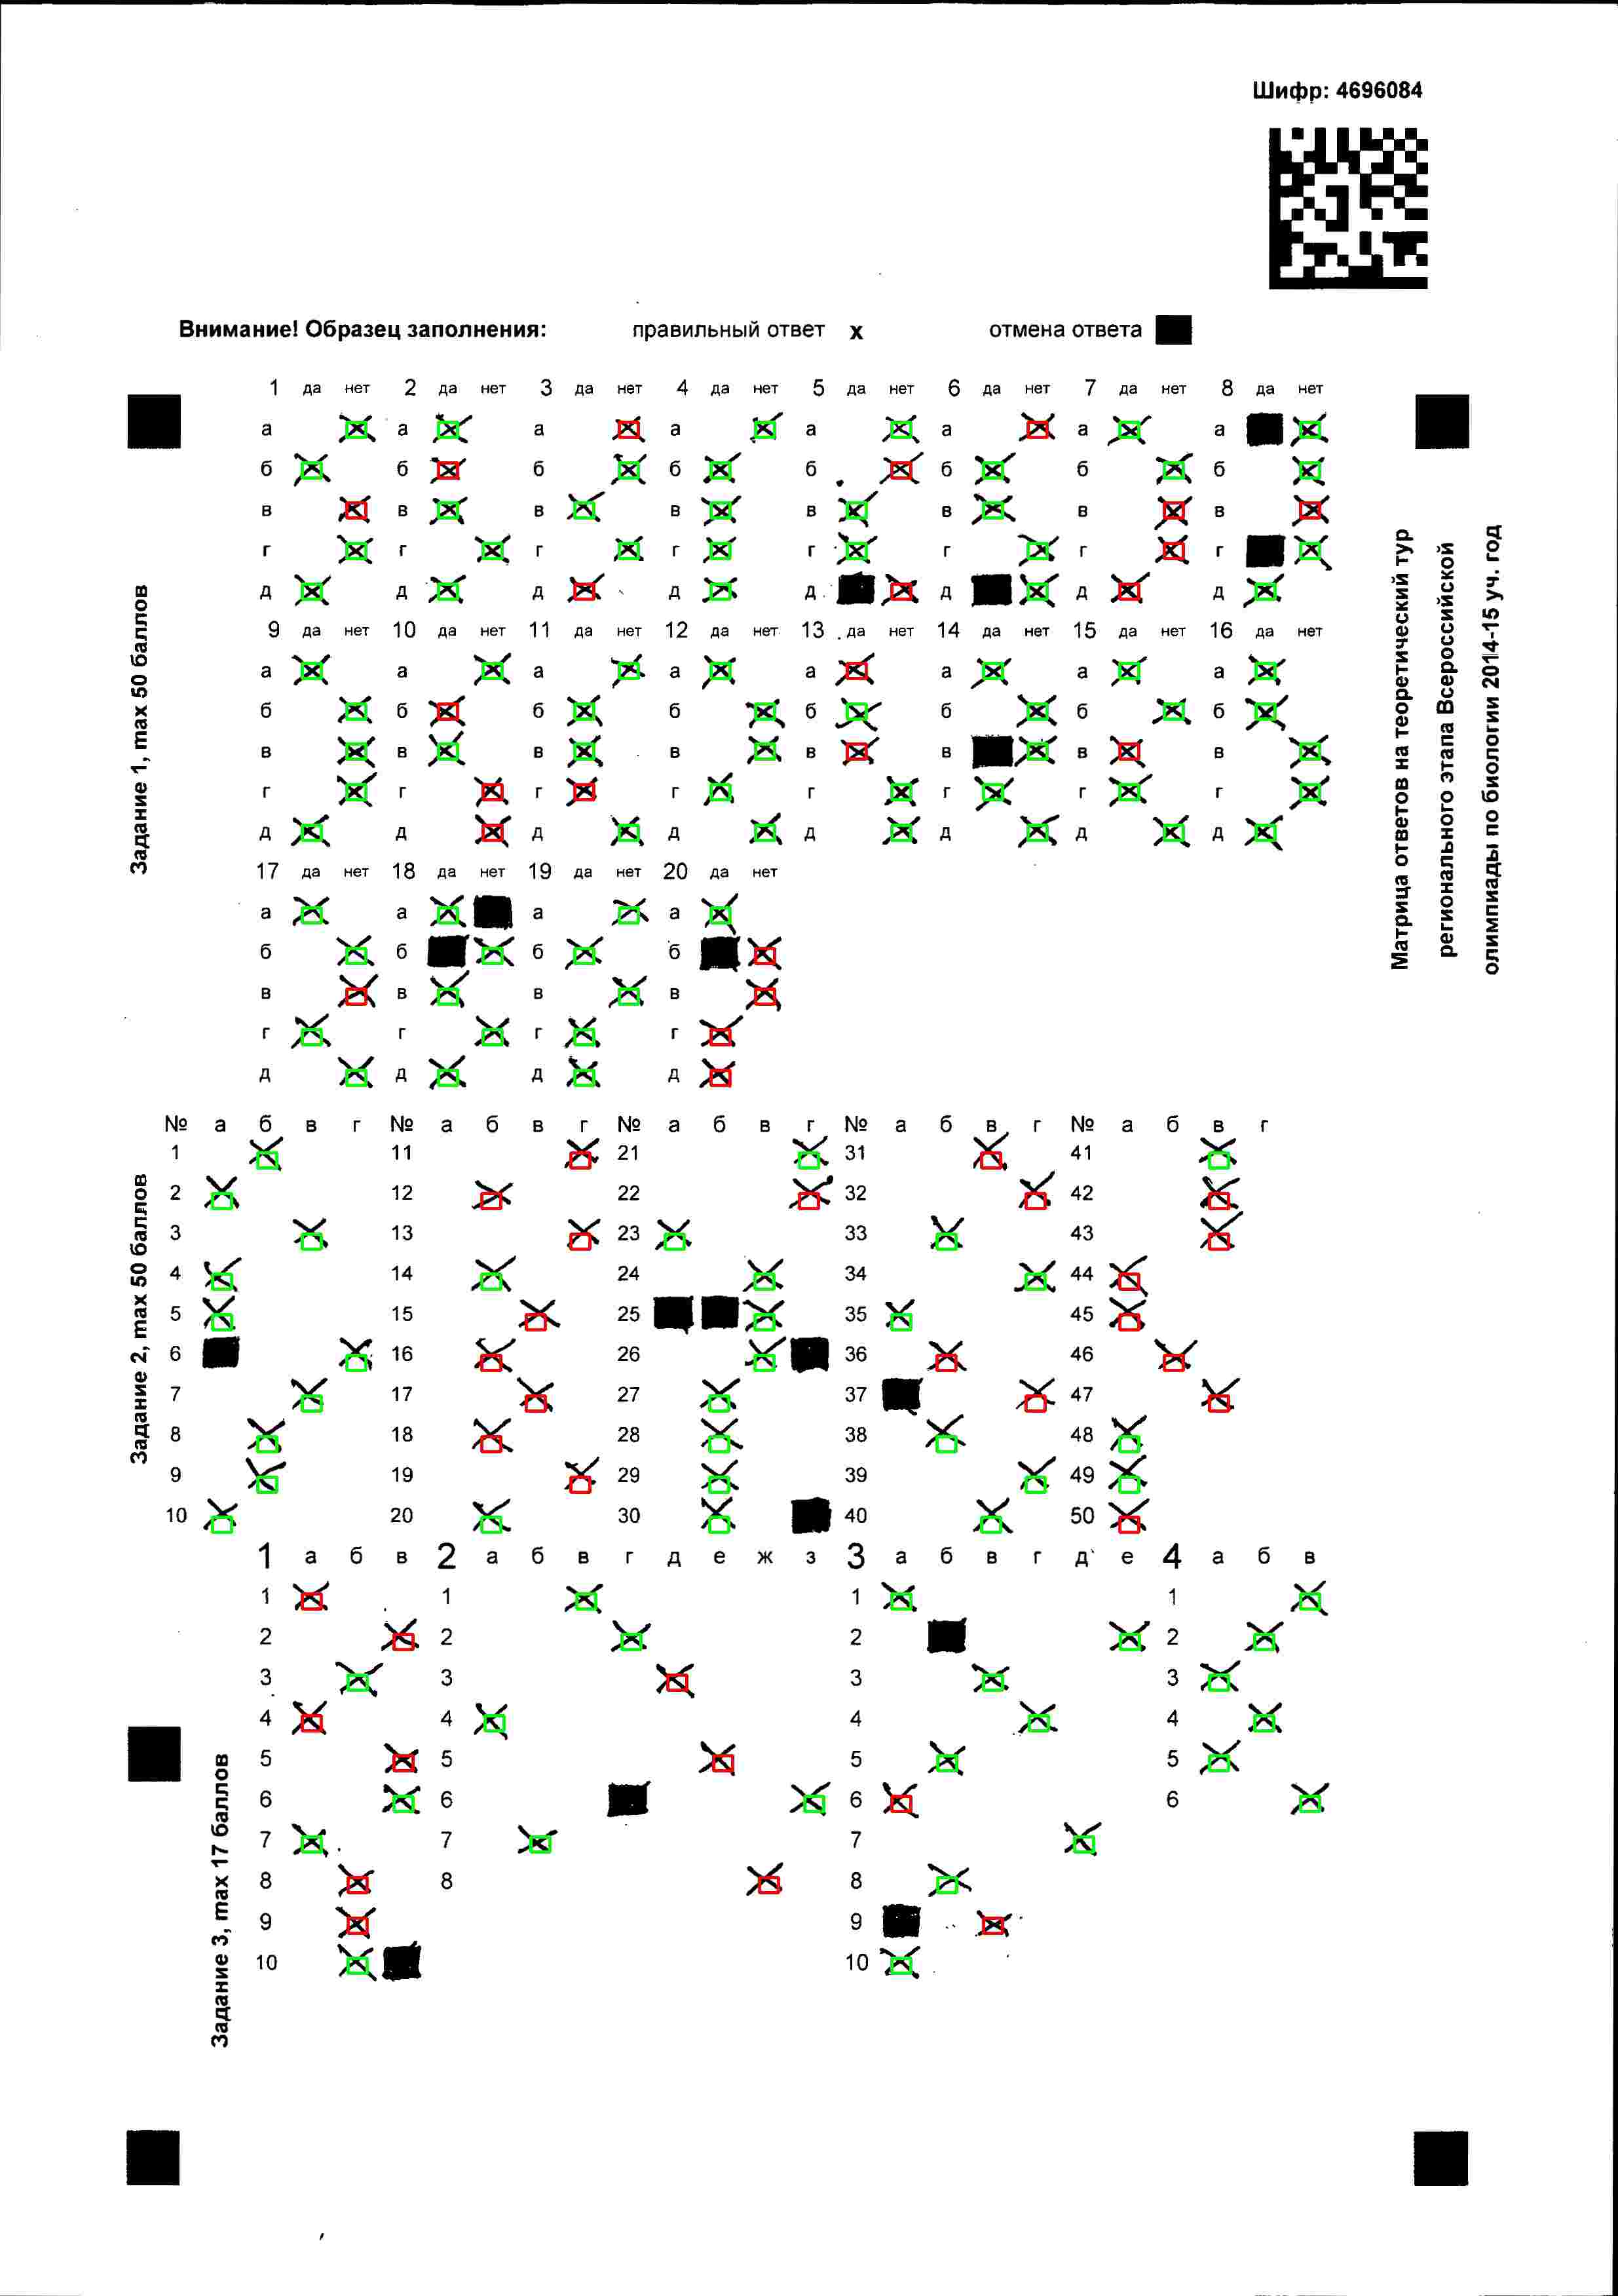 Шифр: 4696084
Внимание! Образец заполнения: правильный ответ x отмена ответа
Задание 1, max 50 баллов
1 да нет 2 да нет 3 да нет 4 да нет 5 да нет 6 да нет 7 да нет 8 да нет
а а а а а а а а
б б б б б б б б
в в в в в в в в
г г г г г г г г
д д д д д д д д
9 да нет 10 да нет 11 да нет 12 да нет 13 да нет 14 да нет 15 да нет 16 да нет
а а а а а а а а
б б б б б б б б
в в в в в в в в
г г г г г г г г
д д д д д д д д
17 да нет 18 да нет 19 да нет 20 да нет
а а а а
б б б б
в в в в
г г г г
д д д д
Матрица ответов на теоретический тур
регионального этапа Всероссийской
олимпиады по биологии 2014-15 уч. год
Задание 2, max 50 баллов
№ а б в г № а б в г № а б в г № а б в г № а б в г
1 11 21 31 41
2 12 22 32 42
3 13 23 33 43
4 14 24 34 44
5 15 25 35 45
6 16 26 36 46
7 17 27 37 47
8 18 28 38 48
9 19 29 39 49
10 20 30 40 50
Задание 3, max 17 баллов
1 а б в 2 а б в г д е ж з 3 а б в г д е 4 а б в
1 1 1 1
2 2 2 2
3 3 3 3
4 4 4 4
5 5 5 5
6 6 6 6
7 7 7
8 8 8
9 9
10 10